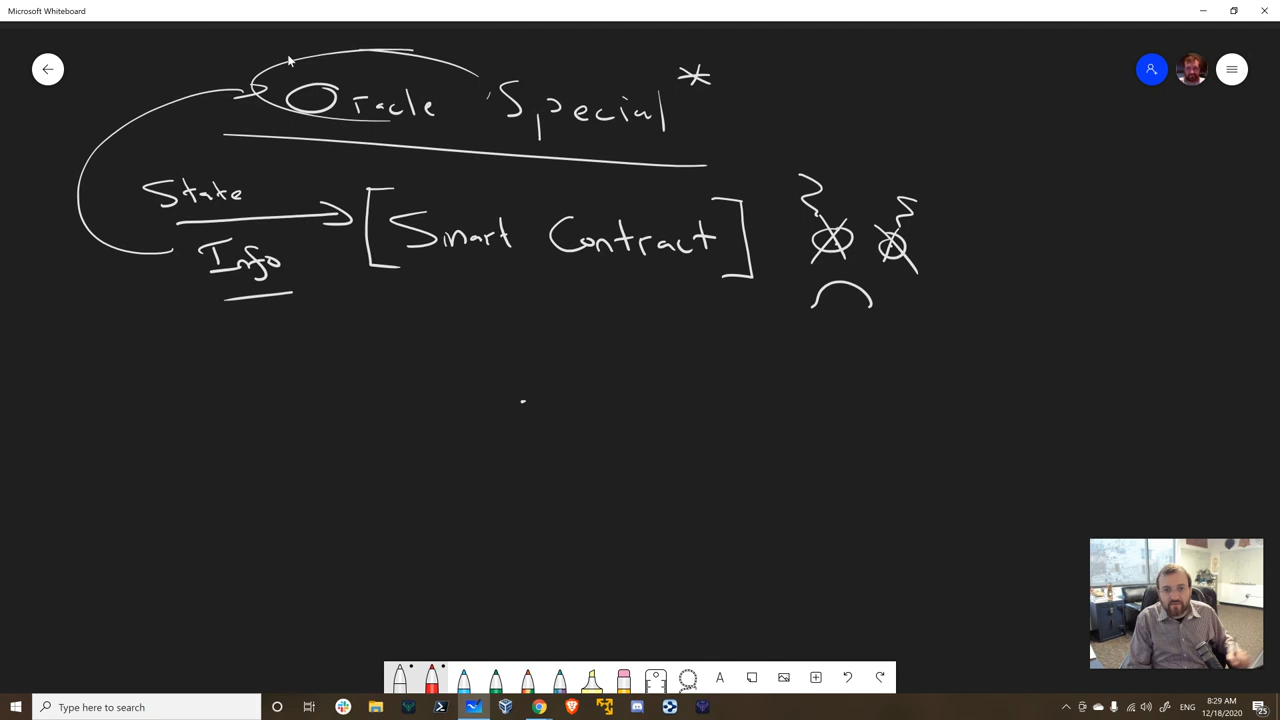 Microsoft Whiteboard
Oracle Special *
State
Info
[Smart Contract]
A
Type here to search
ENG
8:29 AM
12/18/2020
25